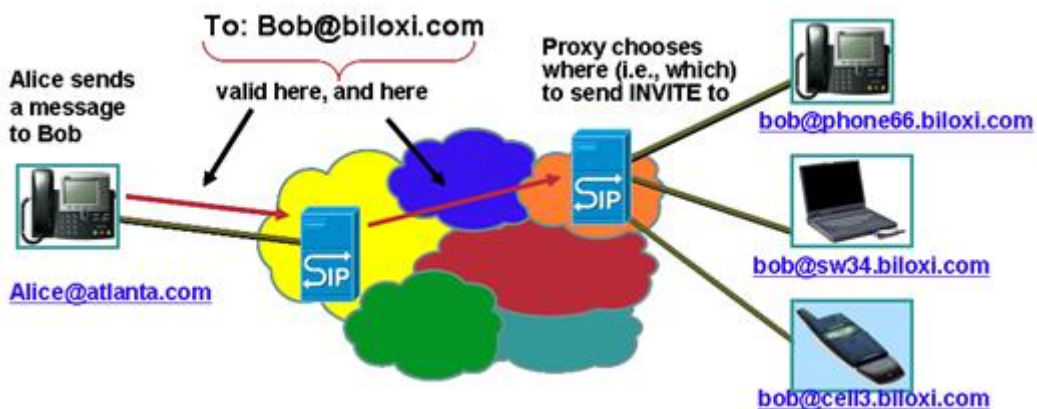 To: Bob@biloxi.com
Alice sends
a message
to Bob
valid here, and here
Proxy chooses
where (i.e., which)
to send INVITE to
bob@phone66.biloxi.com
SIP
SIP
Alice@atlanta.com
bob@sw34.biloxi.com
bob@cell3.biloxi.com